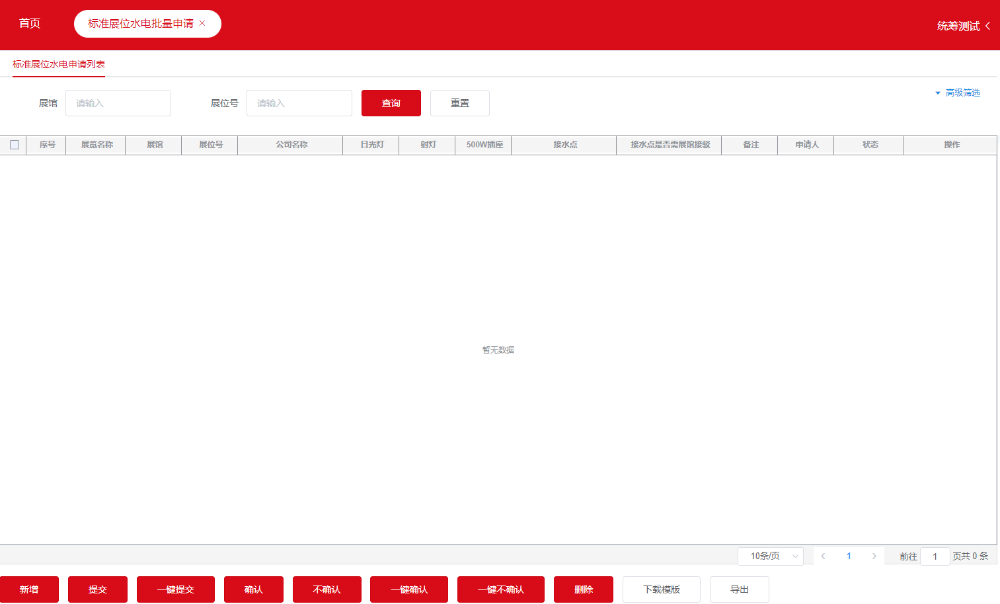 首页 标准展位水电批量申请 × 统筹测试 <
标准展位水电申请列表
展馆 请输入 展位号 请输入 查询 重置 高级筛选
序号 展览名称 展馆 展位号 公司名称 日光灯 射灯 500W插座 接水点 接水点是否需展馆接驳 备注 申请人 状态 操作
暂无数据
10条/页 < 1 > 前往 1 页共 0 条
新增 提交 一键提交 确认 不确认 一键确认 一键不确认 删除 下载模版 导出